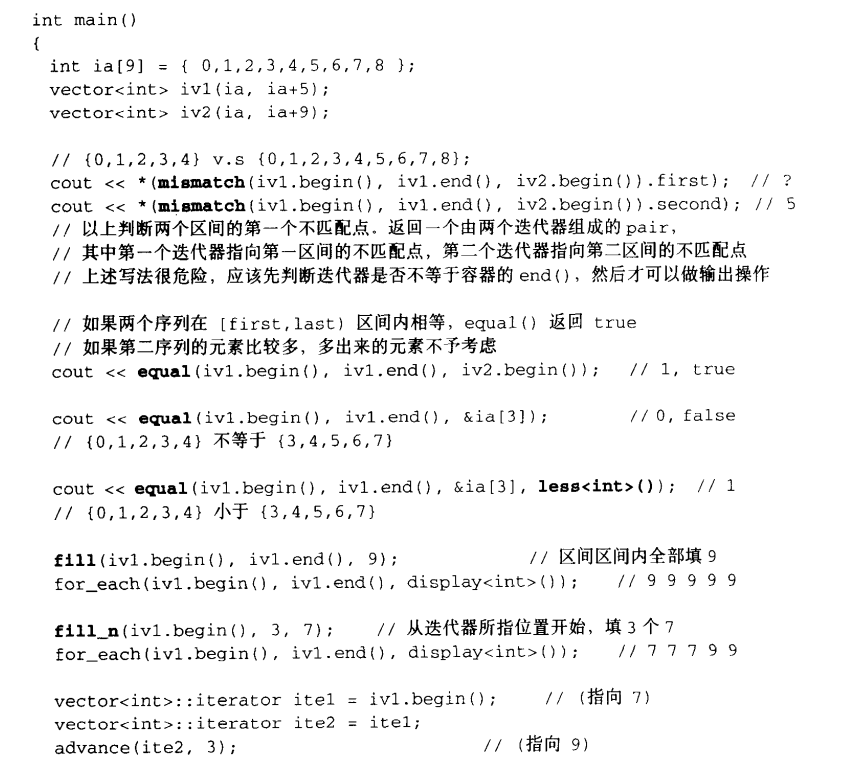 int main()
{
int ia[9] = { 0,1,2,3,4,5,6,7,8 };
vector<int> iv1(ia, ia+5);
vector<int> iv2(ia, ia+9);
// {0,1,2,3,4} v.s {0,1,2,3,4,5,6,7,8};
cout << *(mismatch(iv1.begin(), iv1.end(), iv2.begin()).first); // ?
cout << *(mismatch(iv1.begin(), iv1.end(), iv2.begin()).second); // 5
// 以上判断两个区间的第一个不匹配点. 返回一个由两个迭代器组成的 pair,
// 其中第一个迭代器指向第一区间的不匹配点, 第二个迭代器指向第二区间的不匹配点
// 上述写法很危险, 应该先判断迭代器是否不等于容器的 end(), 然后才可以做输出操作
// 如果两个序列在 [first,last) 区间内相等, equal() 返回 true
// 如果第二序列的元素比较多, 多出来的元素不予考虑
cout << equal(iv1.begin(), iv1.end(), iv2.begin()); // 1, true
cout << equal(iv1.begin(), iv1.end(), &ia[3]); // 0, false
// {0,1,2,3,4} 不等于 {3,4,5,6,7}
cout << equal(iv1.begin(), iv1.end(), &ia[3], less<int>()); // 1
// {0,1,2,3,4} 小于 {3,4,5,6,7}
fill(iv1.begin(), iv1.end(), 9); // 区间区间内全部填 9
for_each(iv1.begin(), iv1.end(), display<int>()); // 9 9 9 9 9
fill_n(iv1.begin(), 3, 7); // 从迭代器所指位置开始, 填 3 个 7
for_each(iv1.begin(), iv1.end(), display<int>()); // 7 7 7 9 9
vector<int>::iterator ite1 = iv1.begin(); // (指向 7)
vector<int>::iterator ite2 = ite1;
advance(ite2, 3); // (指向 9)